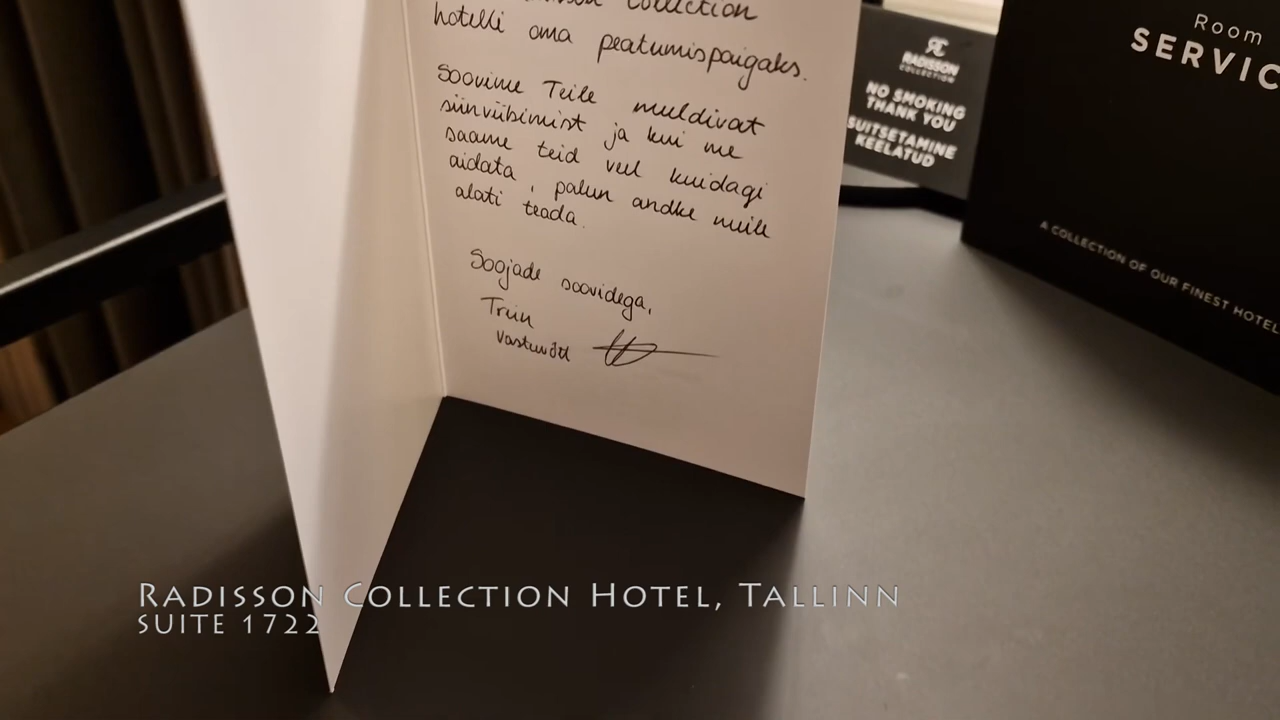 Collection
hotelli oma peatumispaigaks.
Soovime Teile meeldivat
siinviibimist ja kui me
saame teid veel kuidagi
aidata, palun andke meile
alati teada.
Soojade soovidega,
Triin
Vastuvõtt
RADISSON
COLLECTION
NO SMOKING
THANK YOU
SUITSETAMINE
KEELATUD
Room
SERVIC
A COLLECTION OF OUR FINEST HOTEL
RADISSON COLLECTION HOTEL, TALLINN
SUITE 1722